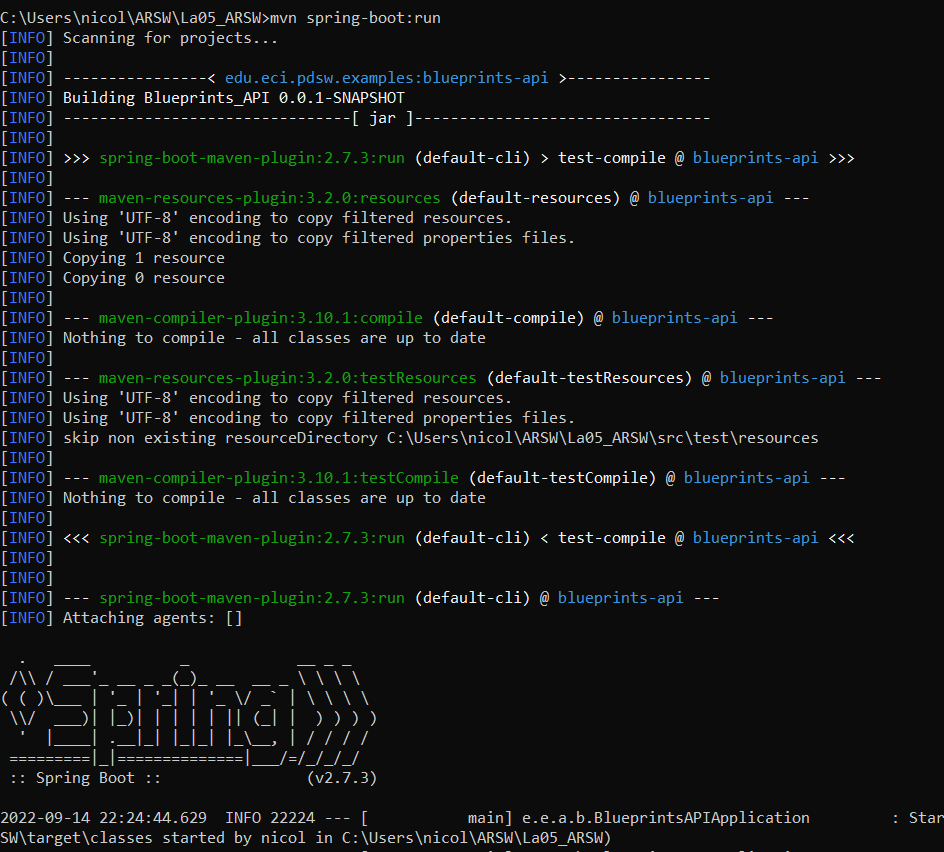 C:\Users\nicol\ARSW\La05_ARSW>mvn spring-boot:run
[INFO] Scanning for projects...
[INFO]
[INFO] ----------------< edu.eci.pdsw.examples:blueprints-api >----------------
[INFO] Building Blueprints_API 0.0.1-SNAPSHOT
[INFO] --------------------------------[ jar ]---------------------------------
[INFO]
[INFO] >>> spring-boot-maven-plugin:2.7.3:run (default-cli) > test-compile @ blueprints-api >>>
[INFO]
[INFO] --- maven-resources-plugin:3.2.0:resources (default-resources) @ blueprints-api ---
[INFO] Using 'UTF-8' encoding to copy filtered resources.
[INFO] Using 'UTF-8' encoding to copy filtered properties files.
[INFO] Copying 1 resource
[INFO] Copying 0 resource
[INFO]
[INFO] --- maven-compiler-plugin:3.10.1:compile (default-compile) @ blueprints-api ---
[INFO] Nothing to compile - all classes are up to date
[INFO]
[INFO] --- maven-resources-plugin:3.2.0:testResources (default-testResources) @ blueprints-api ---
[INFO] Using 'UTF-8' encoding to copy filtered resources.
[INFO] Using 'UTF-8' encoding to copy filtered properties files.
[INFO] skip non existing resourceDirectory C:\Users\nicol\ARSW\La05_ARSW\src\test\resources
[INFO]
[INFO] --- maven-compiler-plugin:3.10.1:testCompile (default-testCompile) @ blueprints-api ---
[INFO] Nothing to compile - all classes are up to date
[INFO]
[INFO] <<< spring-boot-maven-plugin:2.7.3:run (default-cli) < test-compile @ blueprints-api <<<
[INFO]
[INFO]
[INFO] --- spring-boot-maven-plugin:2.7.3:run (default-cli) @ blueprints-api ---
[INFO] Attaching agents: []
  .   ____          _            __ _ _
 /\\ / ___'_ __ _ _(_)_ __  __ _ \ \ \ \
( ( )\___ | '_ | '_| | '_ \/ _` | \ \ \ \
 \\/  ___)| |_)| | | | | || (_| |  ) ) ) )
  '  |____| .__|_| |_|_| |_\__, | / / / /
 =========|_|==============|___/=/_/_/_/
 :: Spring Boot ::                (v2.7.3)
2022-09-14 22:24:44.629  INFO 22224 --- [           main] e.e.a.b.BlueprintsAPIApplication         : Star
SW\target\classes started by nicol in C:\Users\nicol\ARSW\La05_ARSW)